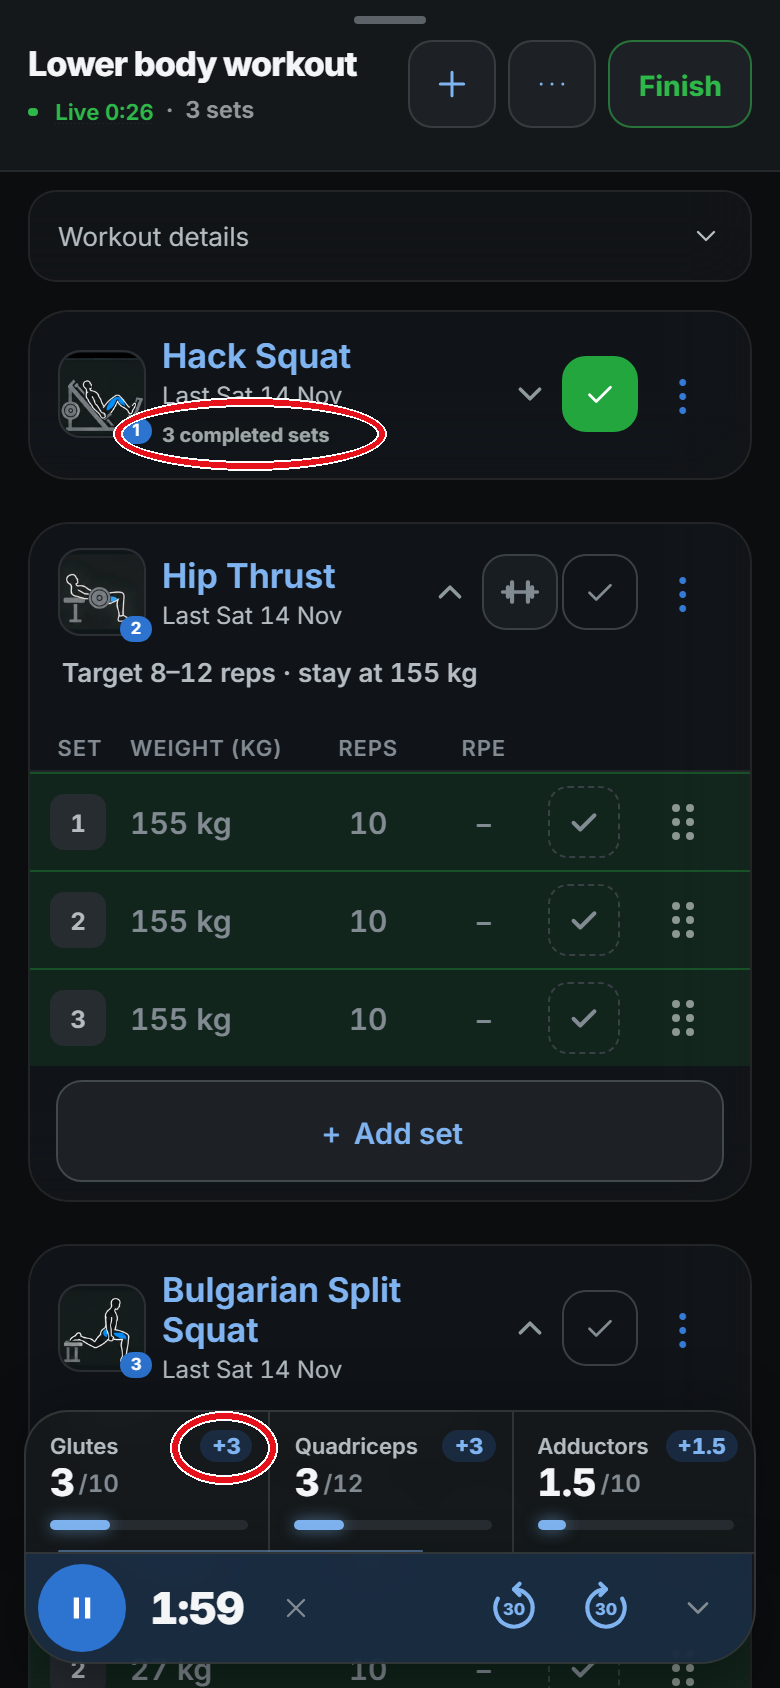 Lower body workout
Live 0:26 · 3 sets
Finish
Workout details
Hack Squat
Last Sat 14 Nov
1
3 completed sets
Hip Thrust
Last Sat 14 Nov
2
Target 8–12 reps · stay at 155 kg
SET WEIGHT (KG) REPS RPE
1 155 kg 10 –
2 155 kg 10 –
3 155 kg 10 –
+ Add set
Bulgarian Split
Squat
Last Sat 14 Nov
3
Glutes +3 Quadriceps +3 Adductors +1.5
3/10 3/12 1.5/10
1:59 30 30
2 27 kg 10 –